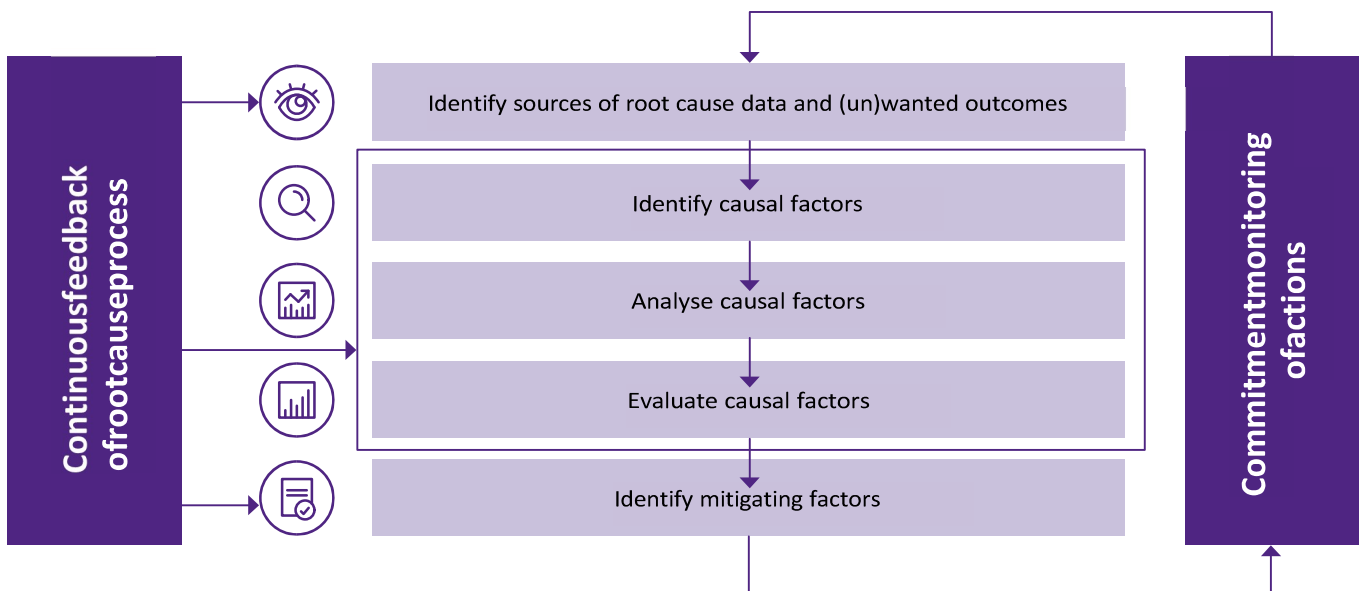 Continuousfeedback
ofrootcauseprocess
Identify sources of root cause data and (un)wanted outcomes
Identify causal factors
Analyse causal factors
Evaluate causal factors
Identify mitigating factors
Commitmentmonitoring
ofactions